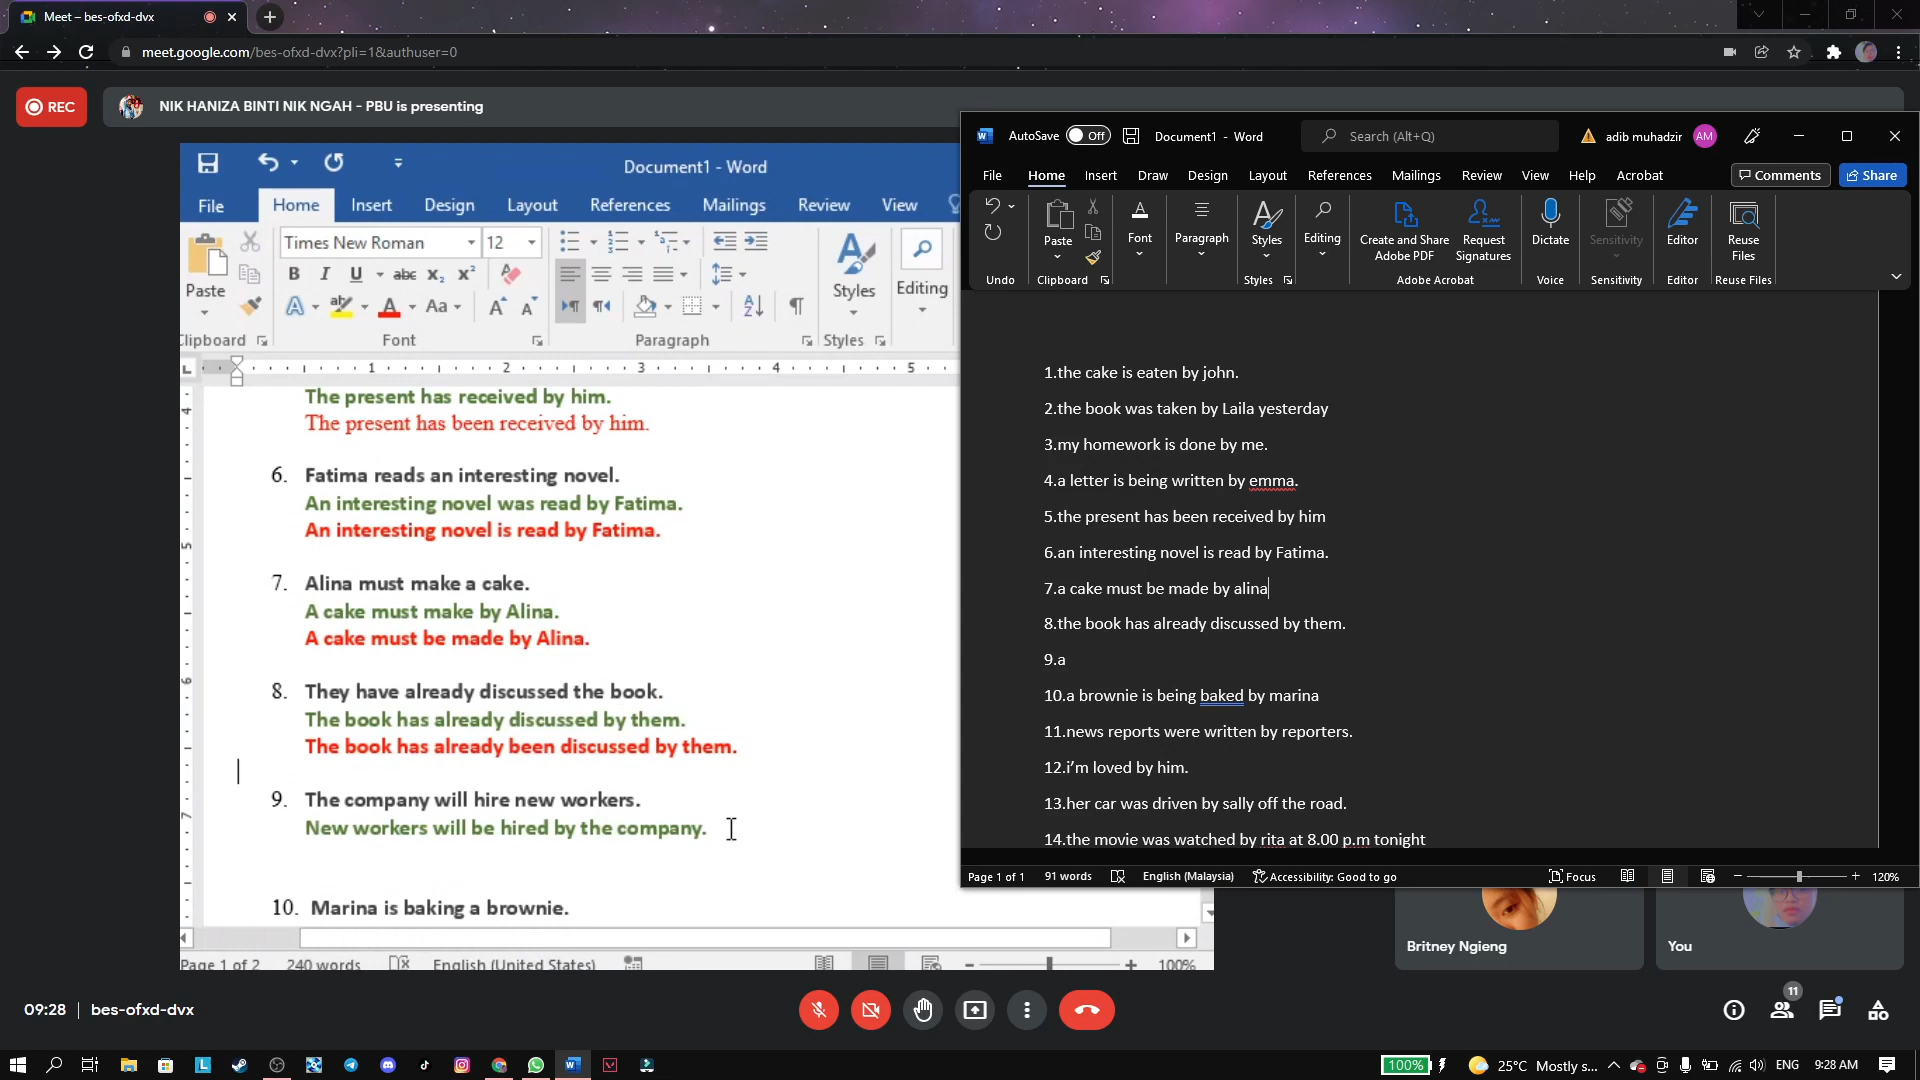 Meet – bes-ofxd-dvx
meet.google.com/bes-ofxd-dvx?pli=1&authuser=0
REC
NIK HANIZA BINTI NIK NGAH - PBU is presenting
Document1 - Word
File Home Insert Design Layout References Mailings Review View
Times New Roman 12
Paste
Styles
Editing
Clipboard Font Paragraph Styles
1 2 3 4 5
The present has received by him.
The present has been received by him.
6. Fatima reads an interesting novel.
An interesting novel was read by Fatima.
An interesting novel is read by Fatima.
7. Alina must make a cake.
A cake must make by Alina.
A cake must be made by Alina.
8. They have already discussed the book.
The book has already discussed by them.
The book has already been discussed by them.
9. The company will hire new workers.
New workers will be hired by the company.
10. Marina is baking a brownie.
Page 1 of 2 240 words English (United States) 100%
AutoSave Off Document1 - Word Search (Alt+Q) adib muhadzir AM
File Home Insert Draw Design Layout References Mailings Review View Help Acrobat Comments Share
Paste Font Paragraph Styles Editing Create and Share Adobe PDF Request Signatures Dictate Sensitivity Editor Reuse Files
Undo Clipboard Styles Adobe Acrobat Voice Sensitivity Editor Reuse Files
1.the cake is eaten by john.
2.the book was taken by Laila yesterday
3.my homework is done by me.
4.a letter is being written by emma.
5.the present has been received by him
6.an interesting novel is read by Fatima.
7.a cake must be made by alina
8.the book has already discussed by them.
9.a
10.a brownie is being baked by marina
11.news reports were written by reporters.
12.i’m loved by him.
13.her car was driven by sally off the road.
14.the movie was watched by rita at 8.00 p.m tonight
Page 1 of 1 91 words English (Malaysia) Accessibility: Good to go Focus 120%
Britney Ngieng
You
09:28 | bes-ofxd-dvx
11
100% 25°C Mostly s... ENG 9:28 AM